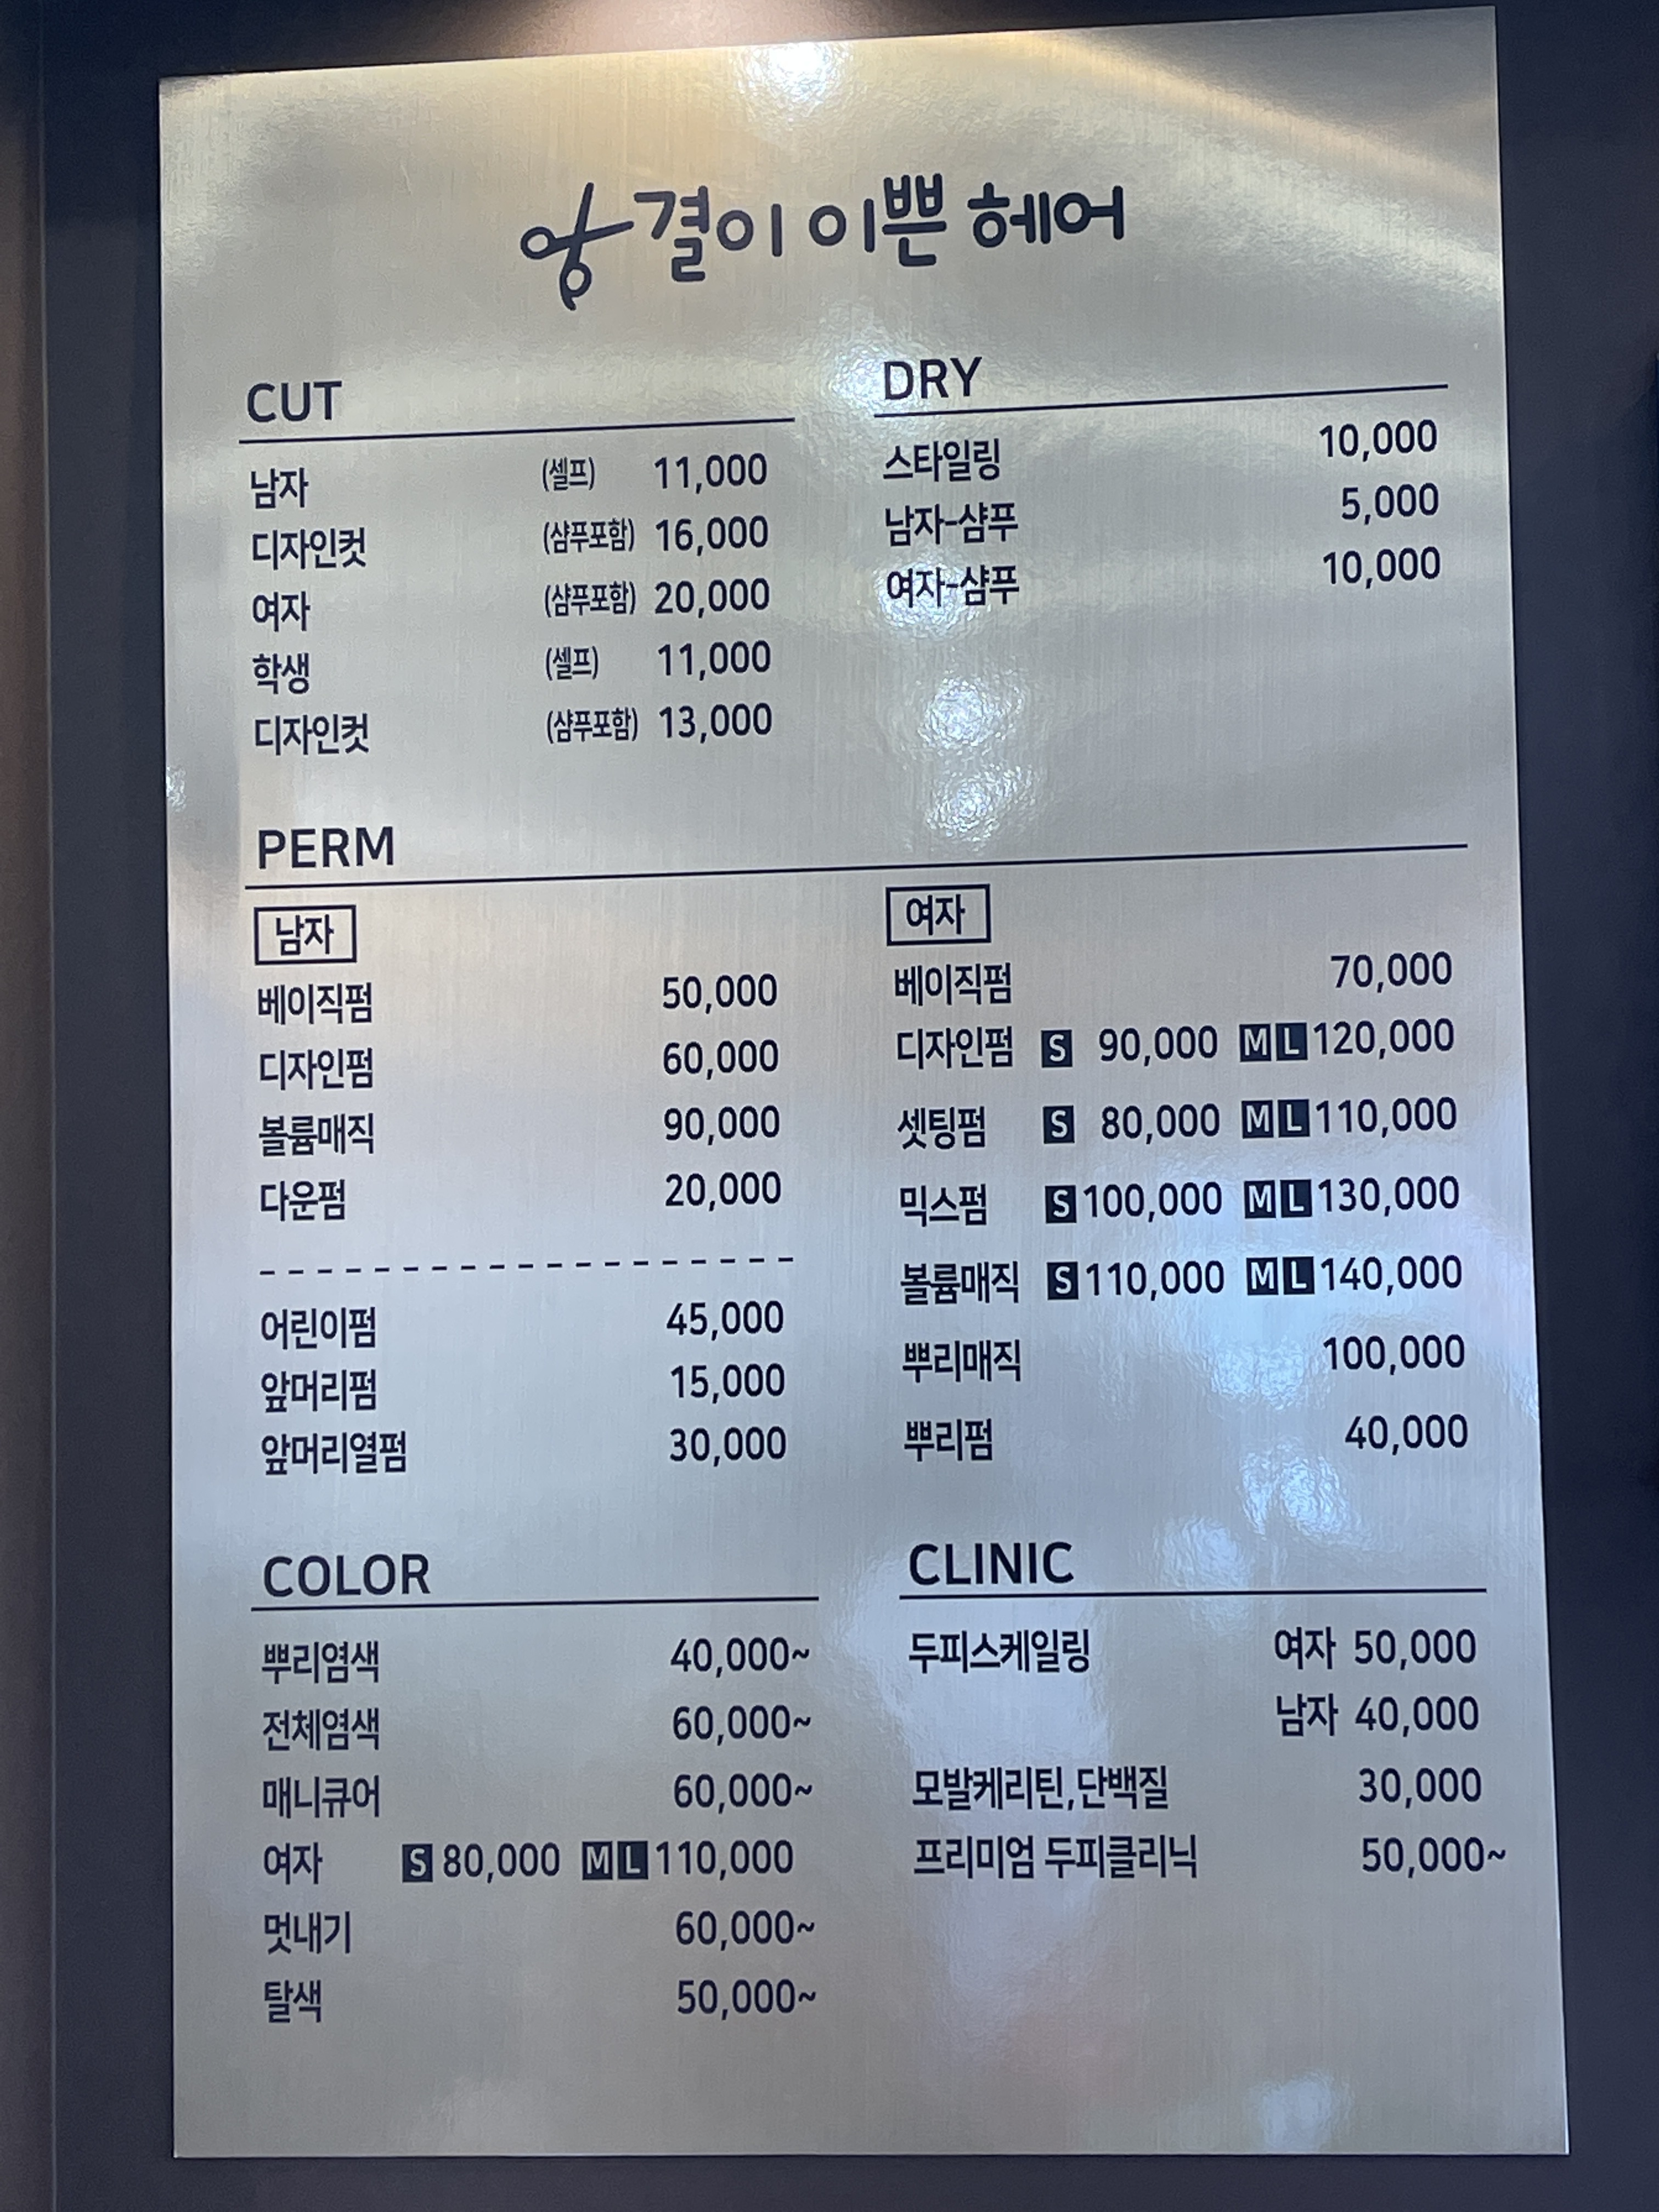 결이 이쁜 헤어
CUT
남자 (셀프) 11,000
디자인컷 (샴푸포함) 16,000
여자 (샴푸포함) 20,000
학생 (셀프) 11,000
디자인컷 (샴푸포함) 13,000
DRY
스타일링 10,000
남자-샴푸 5,000
여자-샴푸 10,000
PERM
남자
베이직펌 50,000
디자인펌 60,000
볼륨매직 90,000
다운펌 20,000
어린이펌 45,000
앞머리펌 15,000
앞머리열펌 30,000
여자
베이직펌 70,000
디자인펌 S 90,000 M L 120,000
셋팅펌 S 80,000 M L 110,000
믹스펌 S 100,000 M L 130,000
볼륨매직 S 110,000 M L 140,000
뿌리매직 100,000
뿌리펌 40,000
COLOR
뿌리염색 40,000~
전체염색 60,000~
매니큐어 60,000~
여자 S 80,000 M L 110,000
멋내기 60,000~
탈색 50,000~
CLINIC
두피스케일링 여자 50,000
남자 40,000
모발케리틴,단백질 30,000
프리미엄 두피클리닉 50,000~